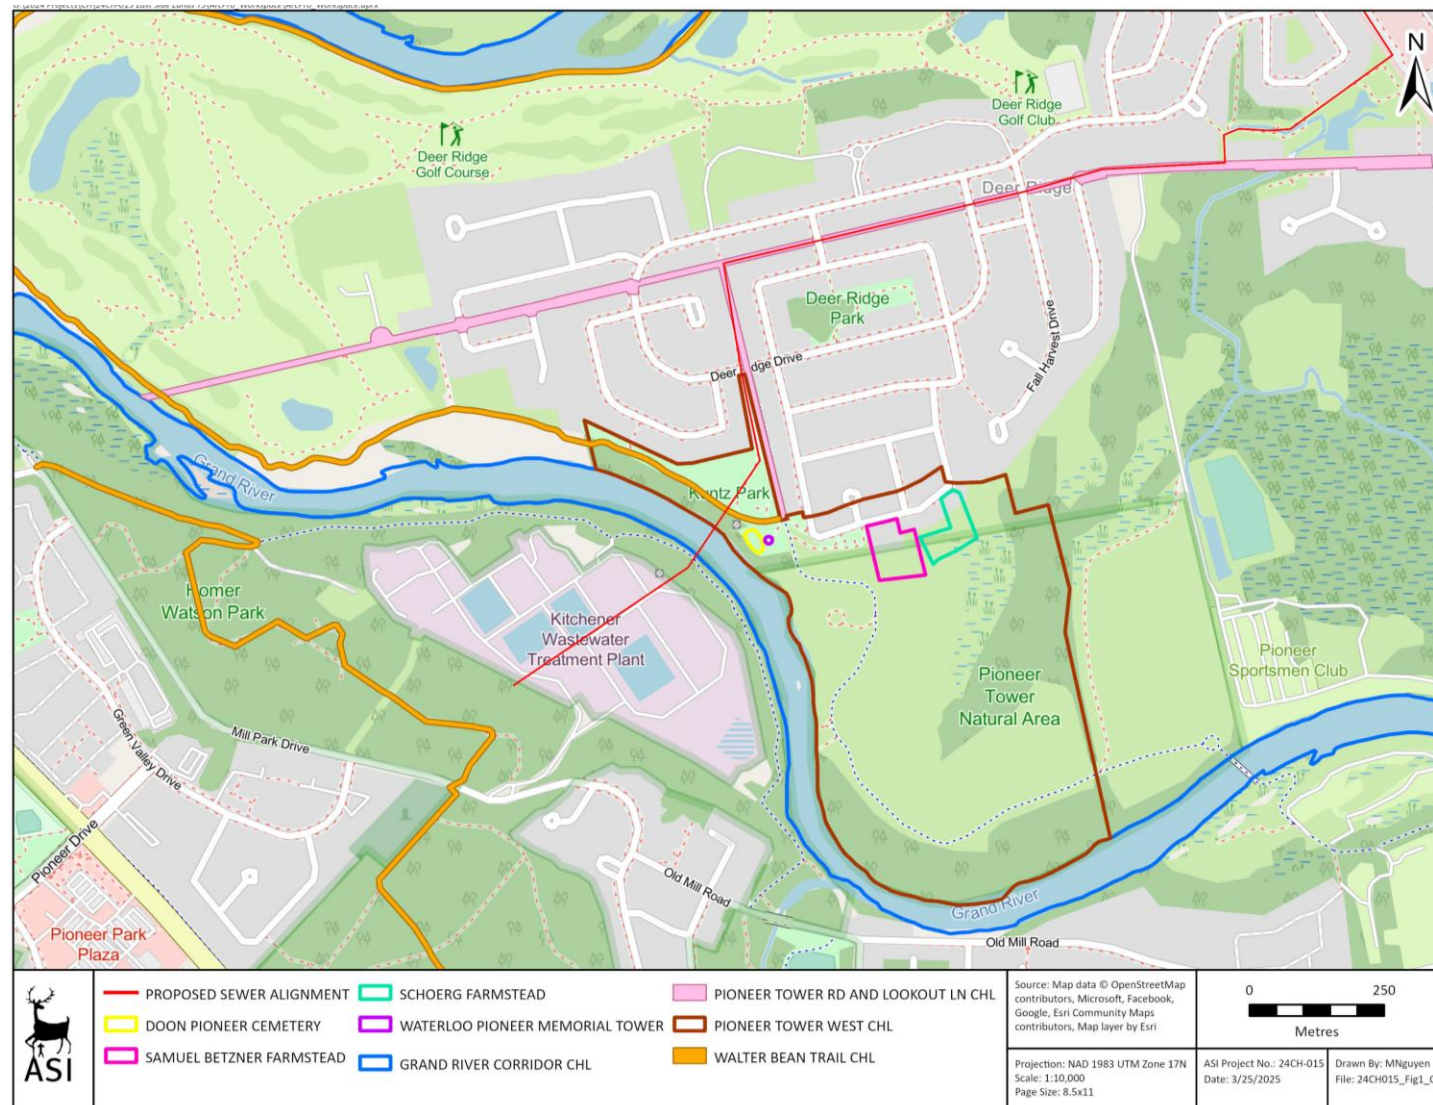 N
Deer Ridge
Golf Club
Deer Ridge
Golf Course
Deer Ridge
Deer Ridge
Park
Deer Ridge Drive
Fall Harvest Drive
Grand River
Kuntz Park
Homer
Watson Park
Kitchener
Wastewater
Treatment Plant
Pioneer
Tower
Natural Area
Pioneer
Sportsmen Club
Green Valley Drive
Mill Park Drive
Pioneer Drive
Old Mill Road
Grand River
Old Mill Road
Pioneer Park
Plaza
ASI
PROPOSED SEWER ALIGNMENT
DOON PIONEER CEMETERY
SAMUEL BETZNER FARMSTEAD
SCHOERG FARMSTEAD
WATERLOO PIONEER MEMORIAL TOWER
GRAND RIVER CORRIDOR CHL
PIONEER TOWER RD AND LOOKOUT LN CHL
PIONEER TOWER WEST CHL
WALTER BEAN TRAIL CHL
Source: Map data © OpenStreetMap
contributors, Microsoft, Facebook,
Google, Esri Community Maps
contributors, Map layer by Esri
0 250
Metres
Projection: NAD 1983 UTM Zone 17N
Scale: 1:10,000
Page Size: 8.5x11
ASI Project No.: 24CH-015
Date: 3/25/2025
Drawn By: MNguyen
File: 24CH015_Fig1_